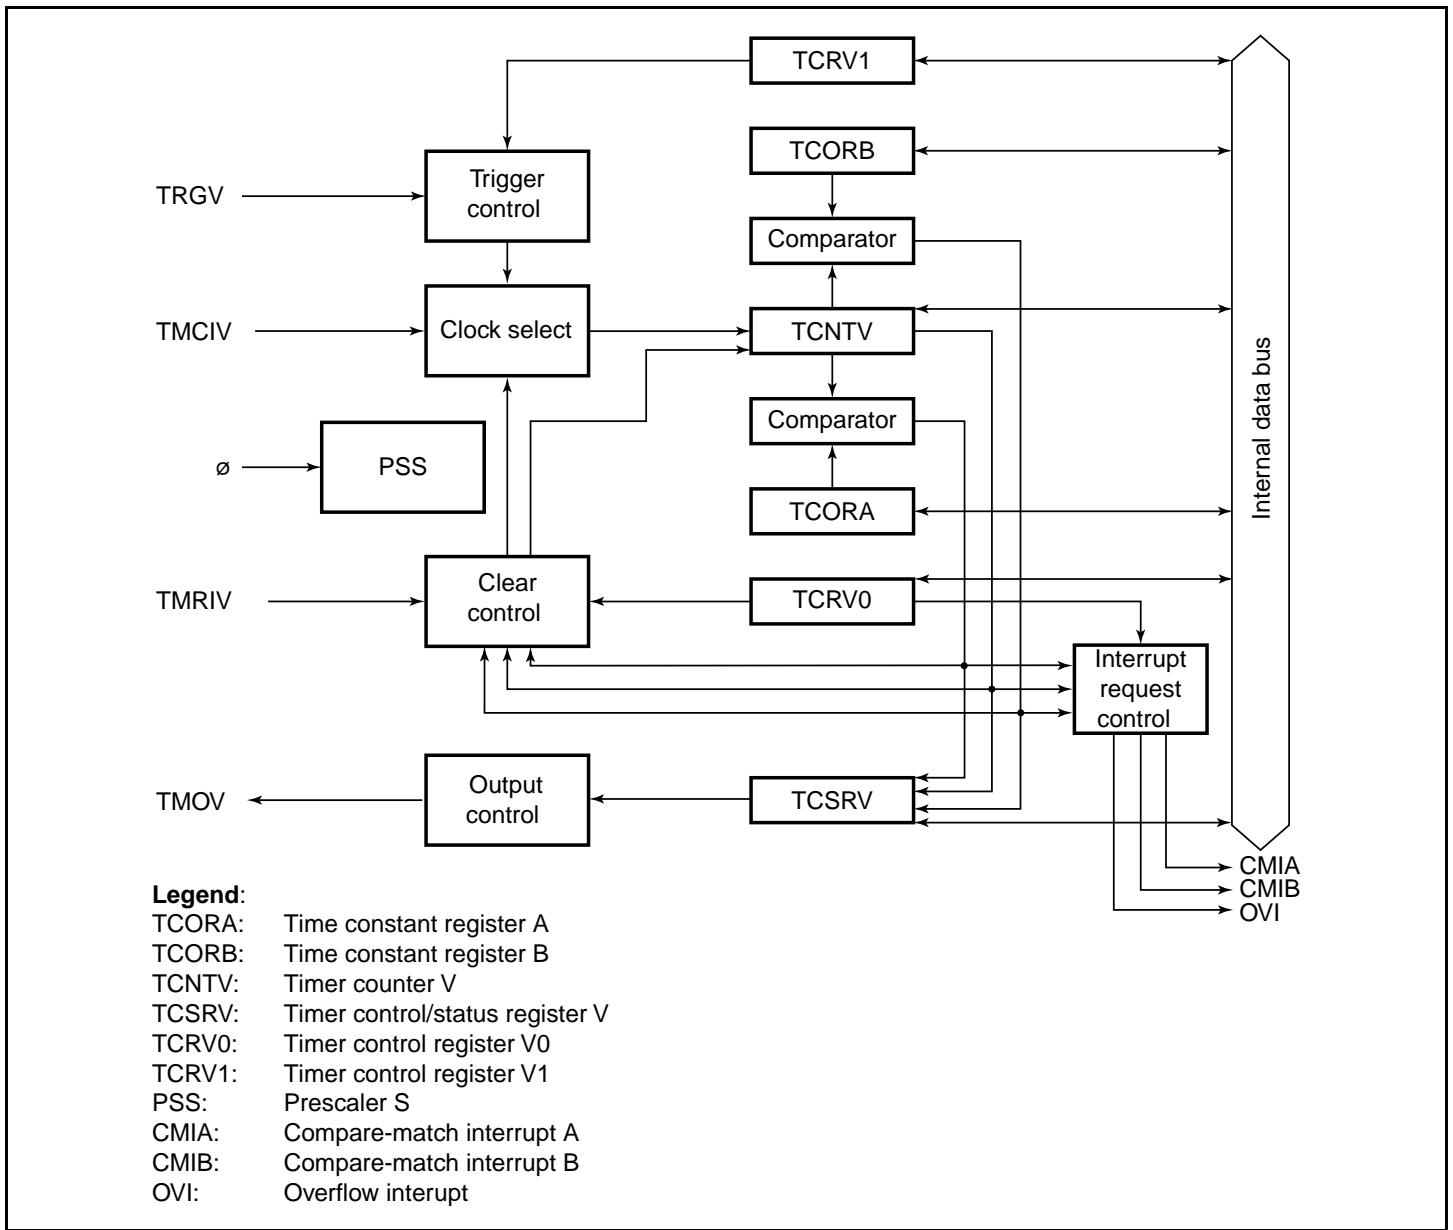 TCRV1
TCORB
Trigger
control
TRGV
Comparator
TMCIV
Clock select
TCNTV
Internal data bus
Comparator
ø
PSS
TCORA
TMRIV
Clear
control
TCRV0
Interrupt
request
control
TMOV
Output
control
TCSRV
CMIA
CMIB
OVI
Legend:
TCORA: Time constant register A
TCORB: Time constant register B
TCNTV: Timer counter V
TCSRV: Timer control/status register V
TCRV0: Timer control register V0
TCRV1: Timer control register V1
PSS: Prescaler S
CMIA: Compare-match interrupt A
CMIB: Compare-match interrupt B
OVI: Overflow interupt